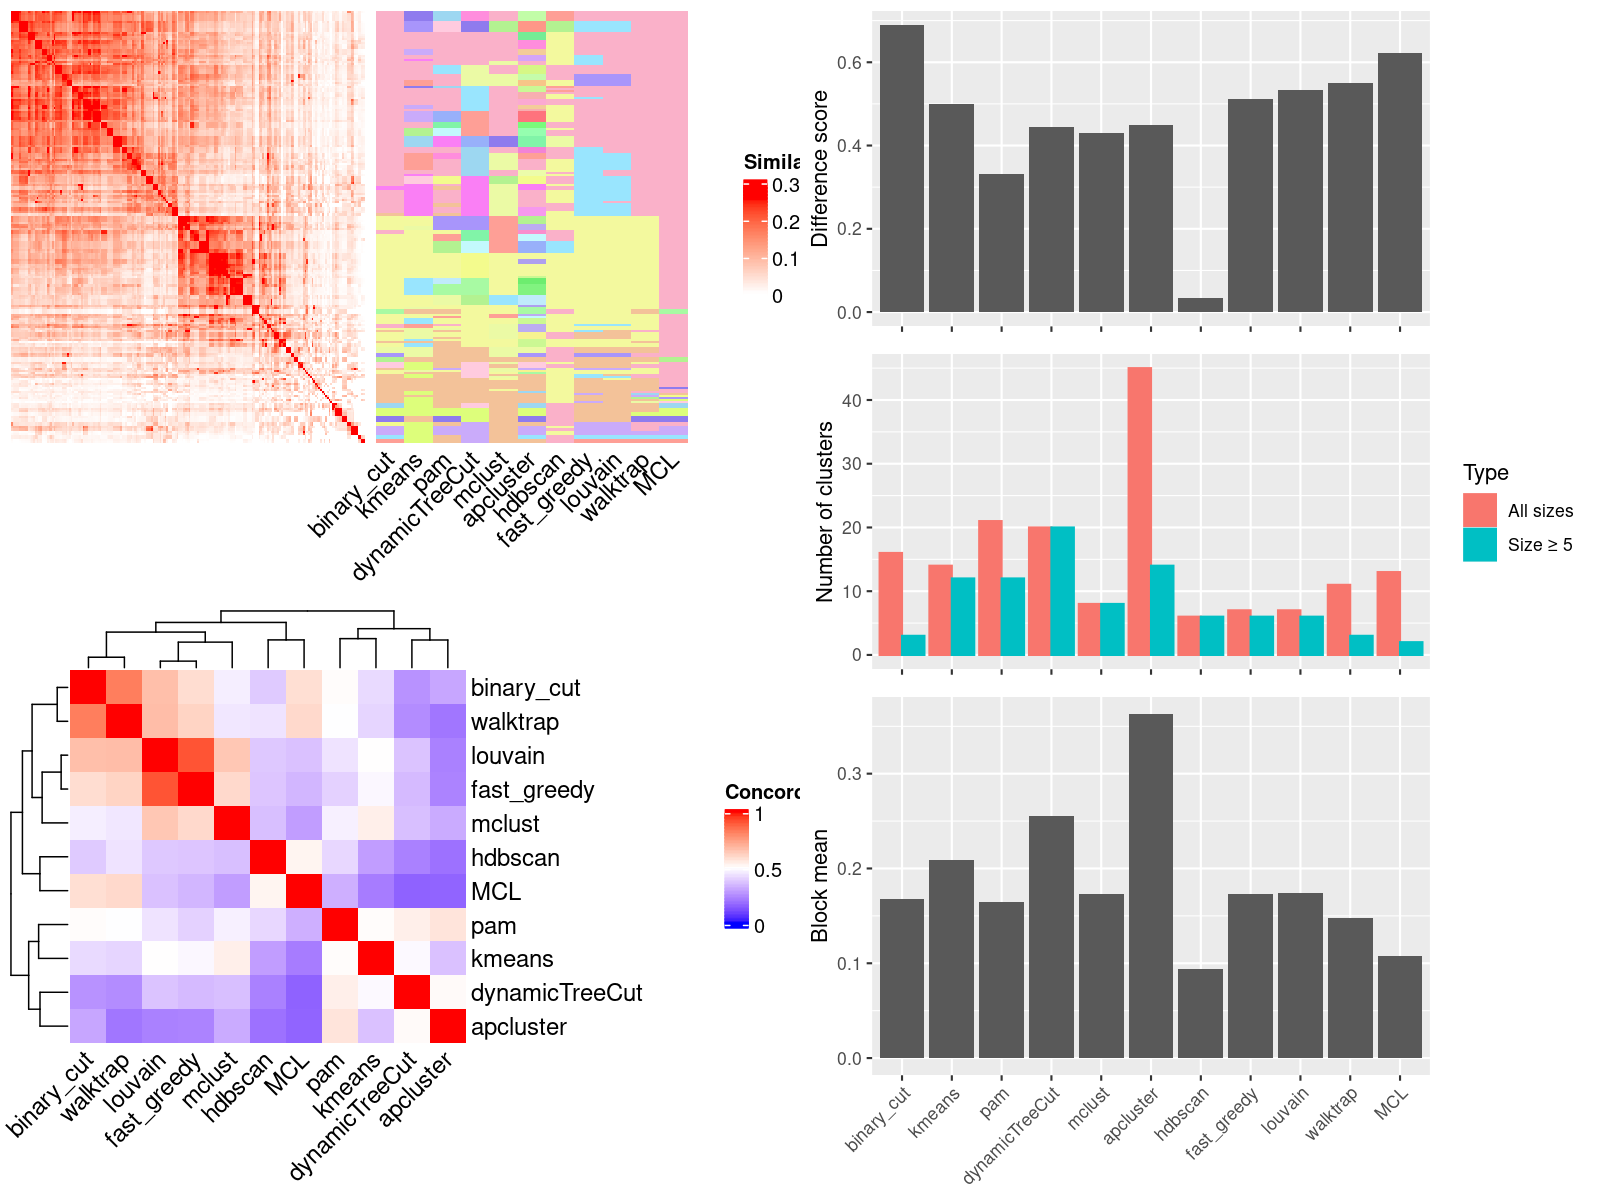 Simila
0.3
0.2
0.1
0
binary_cut
kmeans
pam
dynamicTreeCut
mclust
apcluster
hdbscan
fast_greedy
louvain
walktrap
MCL
binary_cut
walktrap
louvain
fast_greedy
mclust
hdbscan
MCL
pam
kmeans
dynamicTreeCut
apcluster
binary_cut
walktrap
louvain
fast_greedy
mclust
hdbscan
MCL
pam
kmeans
dynamicTreeCut
apcluster
Concord
1
0.5
0
Difference score
0.6
0.4
0.2
0.0
Number of clusters
40
30
20
10
0
Type
All sizes
Size ≥ 5
Block mean
0.3
0.2
0.1
0.0
binary_cut
kmeans
pam
dynamicTreeCut
mclust
apcluster
hdbscan
fast_greedy
louvain
walktrap
MCL